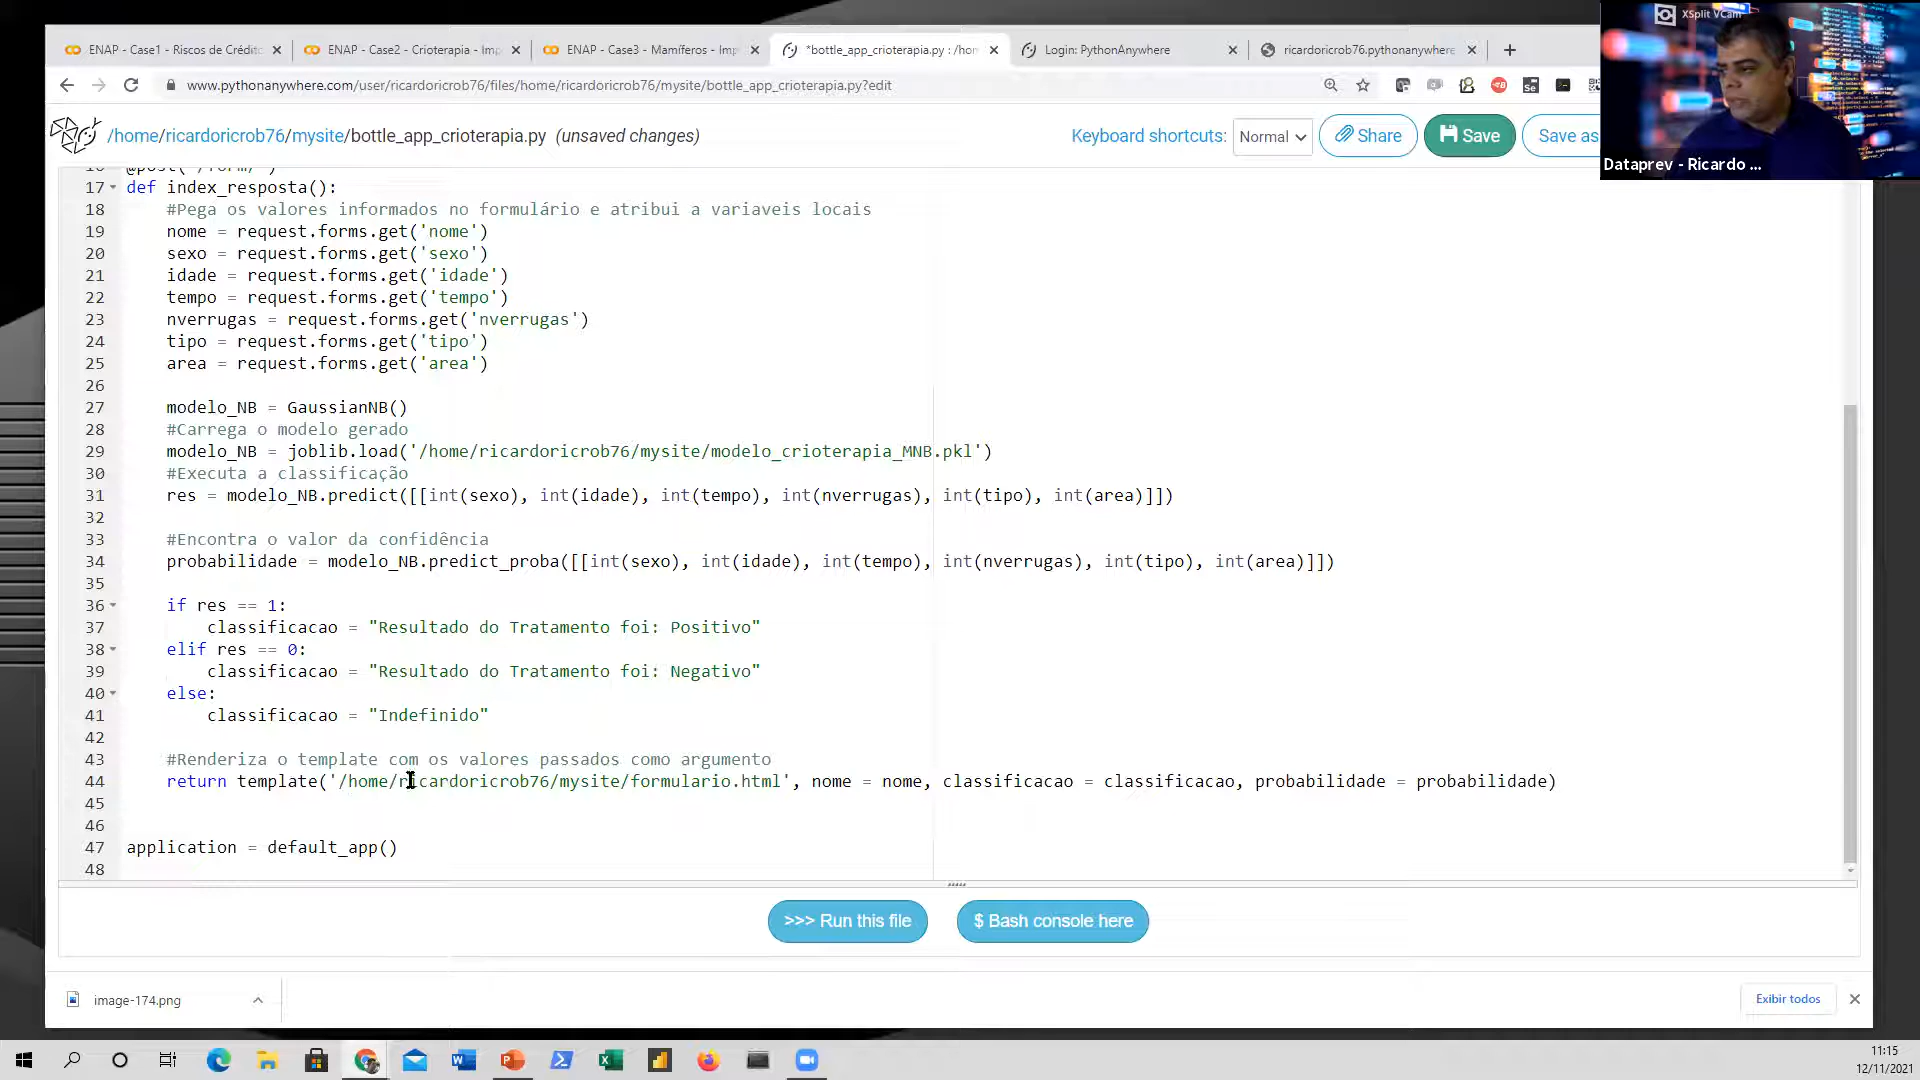 ENAP - Case1 - Riscos de Crédito
ENAP - Case2 - Crioterapia - Imp
ENAP - Case3 - Mamíferos - Imp
*bottle_app_crioterapia.py : /hom
Login: PythonAnywhere
ricardoricrob76.pythonanywhere
XSplit VCam
www.pythonanywhere.com/user/ricardoricrob76/files/home/ricardoricrob76/mysite/bottle_app_crioterapia.py?edit
/home/ricardoricrob76/mysite/bottle_app_crioterapia.py (unsaved changes)
Keyboard shortcuts: Normal
Share
Save
Save as
Dataprev - Ricardo ...
16 @post('/form/')
17 def index_resposta():
18 #Pega os valores informados no formulário e atribui a variaveis locais
19 nome = request.forms.get('nome')
20 sexo = request.forms.get('sexo')
21 idade = request.forms.get('idade')
22 tempo = request.forms.get('tempo')
23 nverrugas = request.forms.get('nverrugas')
24 tipo = request.forms.get('tipo')
25 area = request.forms.get('area')
26
27 modelo_NB = GaussianNB()
28 #Carrega o modelo gerado
29 modelo_NB = joblib.load('/home/ricardoricrob76/mysite/modelo_crioterapia_MNB.pkl')
30 #Executa a classificação
31 res = modelo_NB.predict([[int(sexo), int(idade), int(tempo), int(nverrugas), int(tipo), int(area)]])
32
33 #Encontra o valor da confidência
34 probabilidade = modelo_NB.predict_proba([[int(sexo), int(idade), int(tempo), int(nverrugas), int(tipo), int(area)]])
35
36 if res == 1:
37 classificacao = "Resultado do Tratamento foi: Positivo"
38 elif res == 0:
39 classificacao = "Resultado do Tratamento foi: Negativo"
40 else:
41 classificacao = "Indefinido"
42
43 #Renderiza o template com os valores passados como argumento
44 return template('/home/ricardoricrob76/mysite/formulario.html', nome = nome, classificacao = classificacao, probabilidade = probabilidade)
45
46
47 application = default_app()
48
>>> Run this file
$ Bash console here
image-174.png
Exibir todos
11:15
12/11/2021